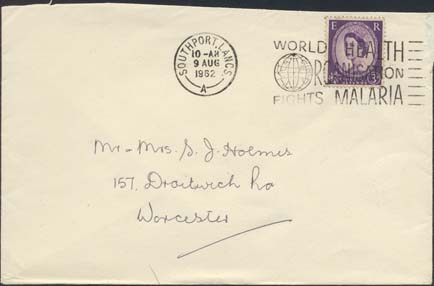 SOUTHPORT, LANCS.
10-AM
9 AUG
1962
A
E R
WORLD HEALTH
ORGANISATION
FIGHTS MALARIA
Mr - Mrs. S. J. Holmes
157, Droitwich Rd
Worcester